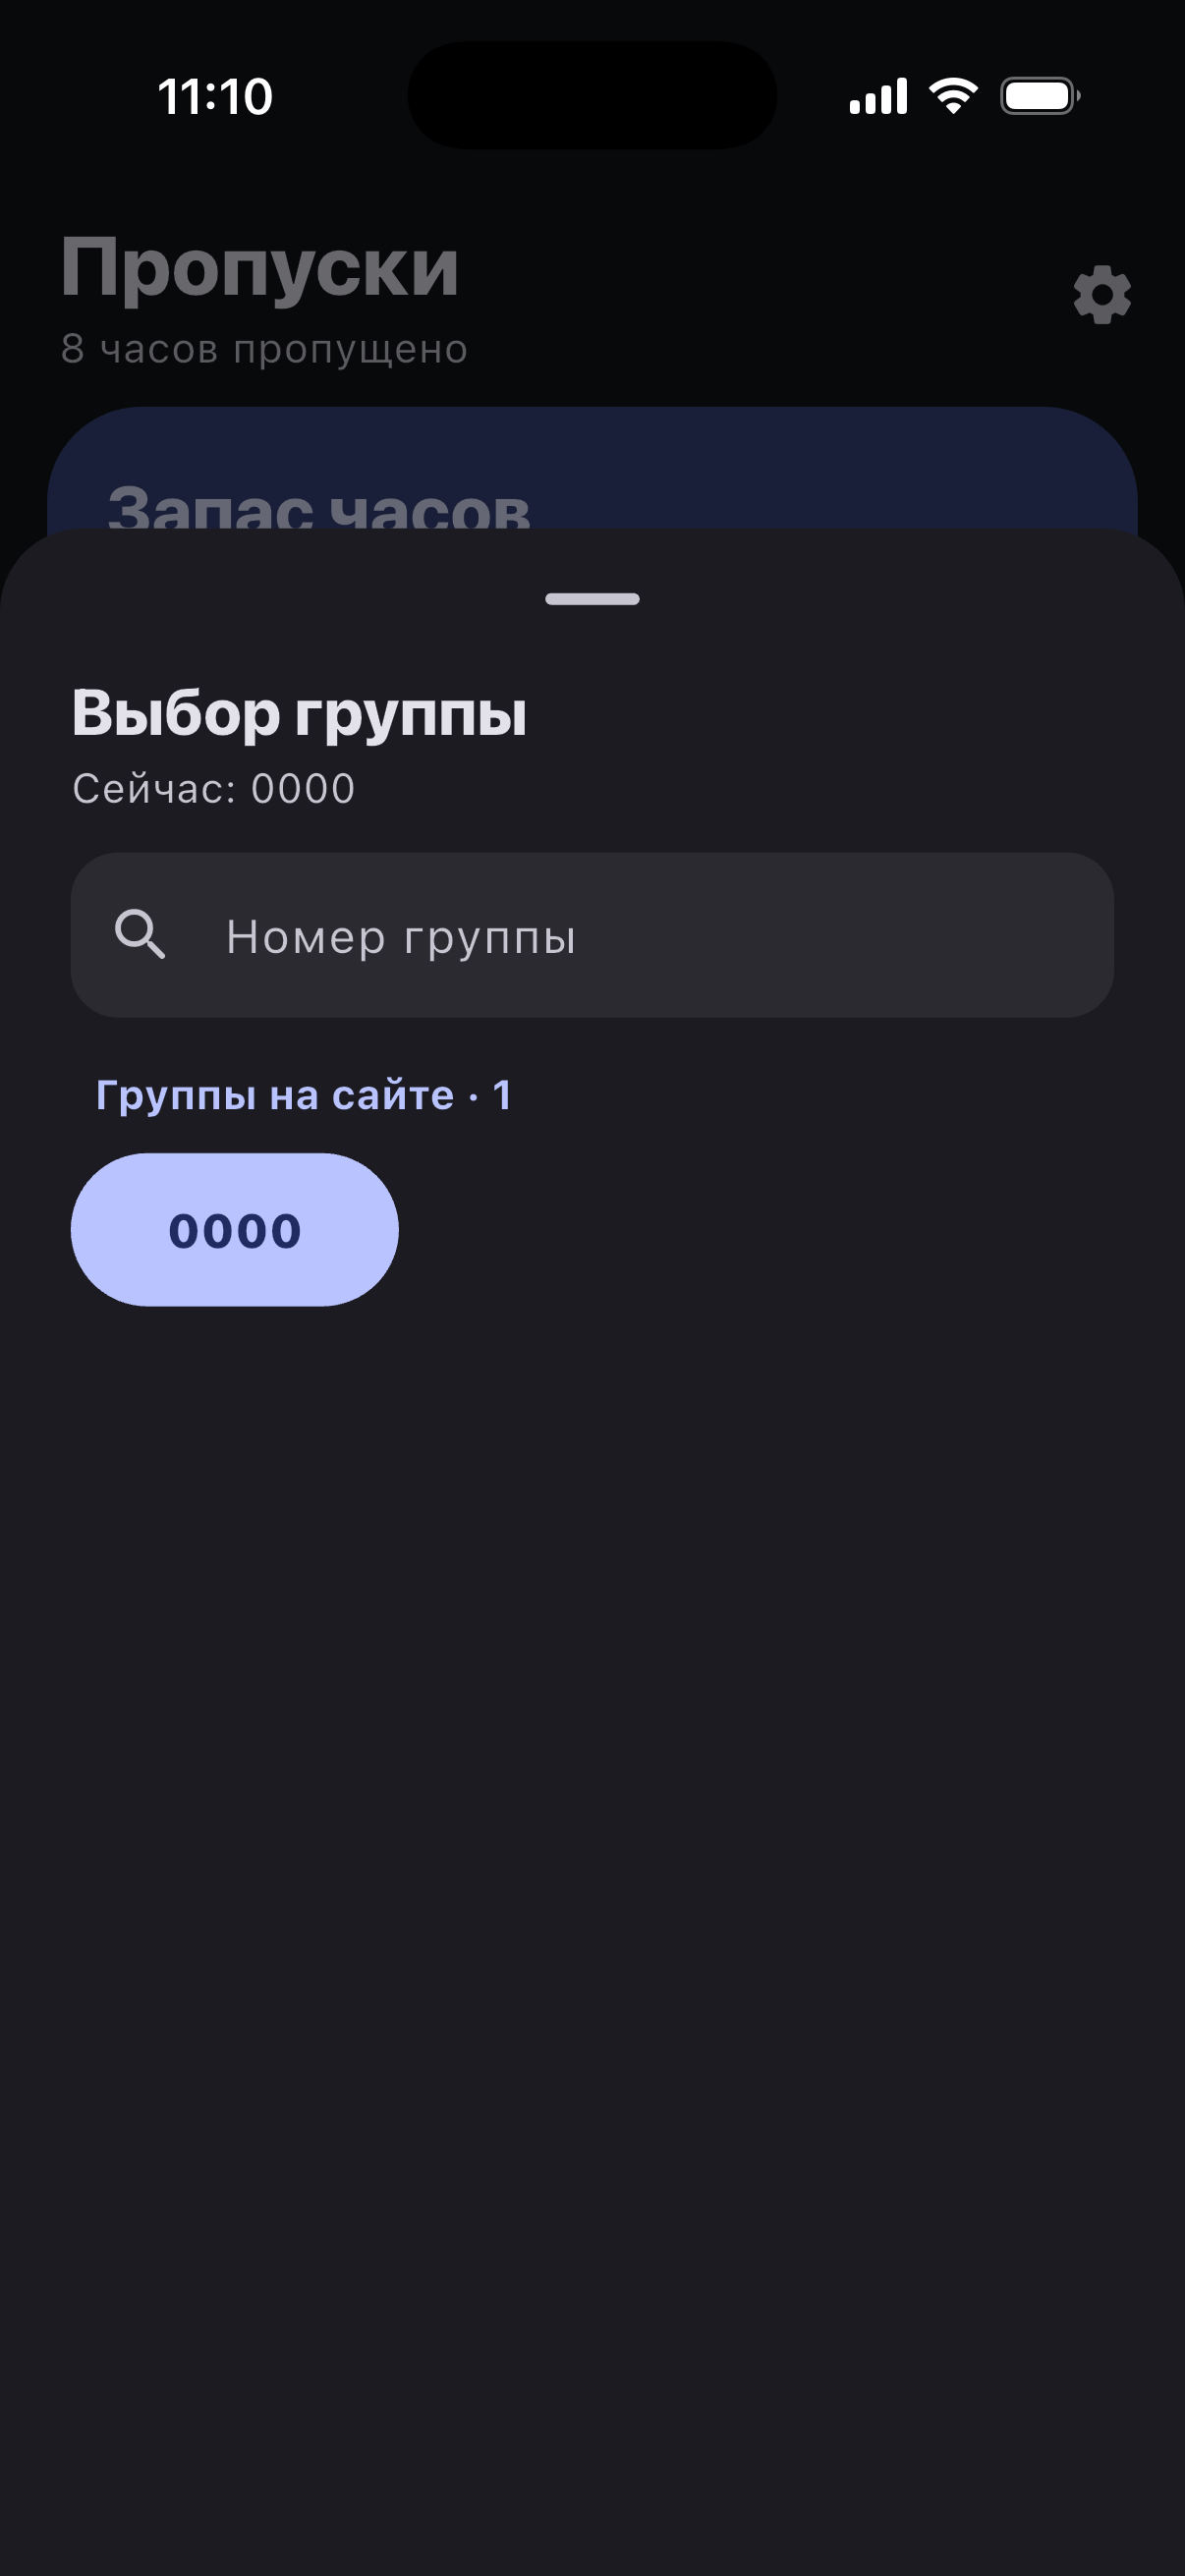 11:10
Пропуски
8 часов пропущено
Запас часов
Выбор группы
Сейчас: 0000
Номер группы
Группы на сайте · 1
0000